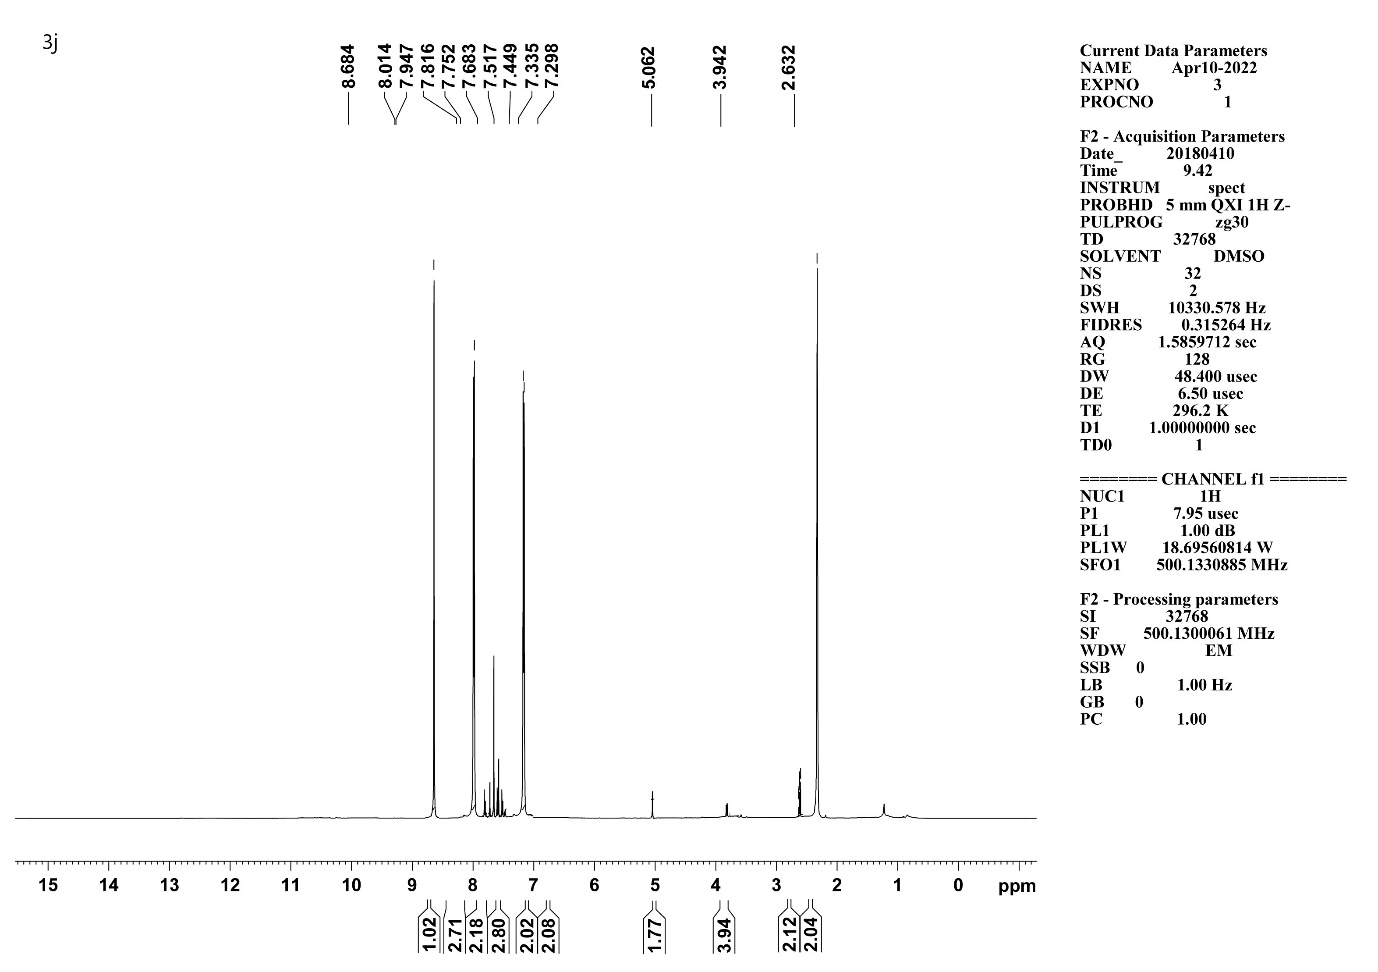 3j
8.684
8.014
7.947
7.816
7.752
7.683
7.517
7.449
7.335
7.298
5.062
3.942
2.632
Current Data Parameters
NAME Apr10-2022
EXPNO 3
PROCNO 1
F2 - Acquisition Parameters
Date_ 20180410
Time 9.42
INSTRUM spect
PROBHD 5 mm QXI 1H Z-
PULPROG zg30
TD 32768
SOLVENT DMSO
NS 32
DS 2
SWH 10330.578 Hz
FIDRES 0.315264 Hz
AQ 1.5859712 sec
RG 128
DW 48.400 usec
DE 6.50 usec
TE 296.2 K
D1 1.00000000 sec
TD0 1
======== CHANNEL f1 ========
NUC1 1H
P1 7.95 usec
PL1 1.00 dB
PL1W 18.69560814 W
SFO1 500.1330885 MHz
F2 - Processing parameters
SI 32768
SF 500.1300061 MHz
WDW EM
SSB 0
LB 1.00 Hz
GB 0
PC 1.00
15 14 13 12 11 10 9 8 7 6 5 4 3 2 1 0 ppm
1.02
2.71
2.18
2.80
2.02
2.08
1.77
3.94
2.12
2.04